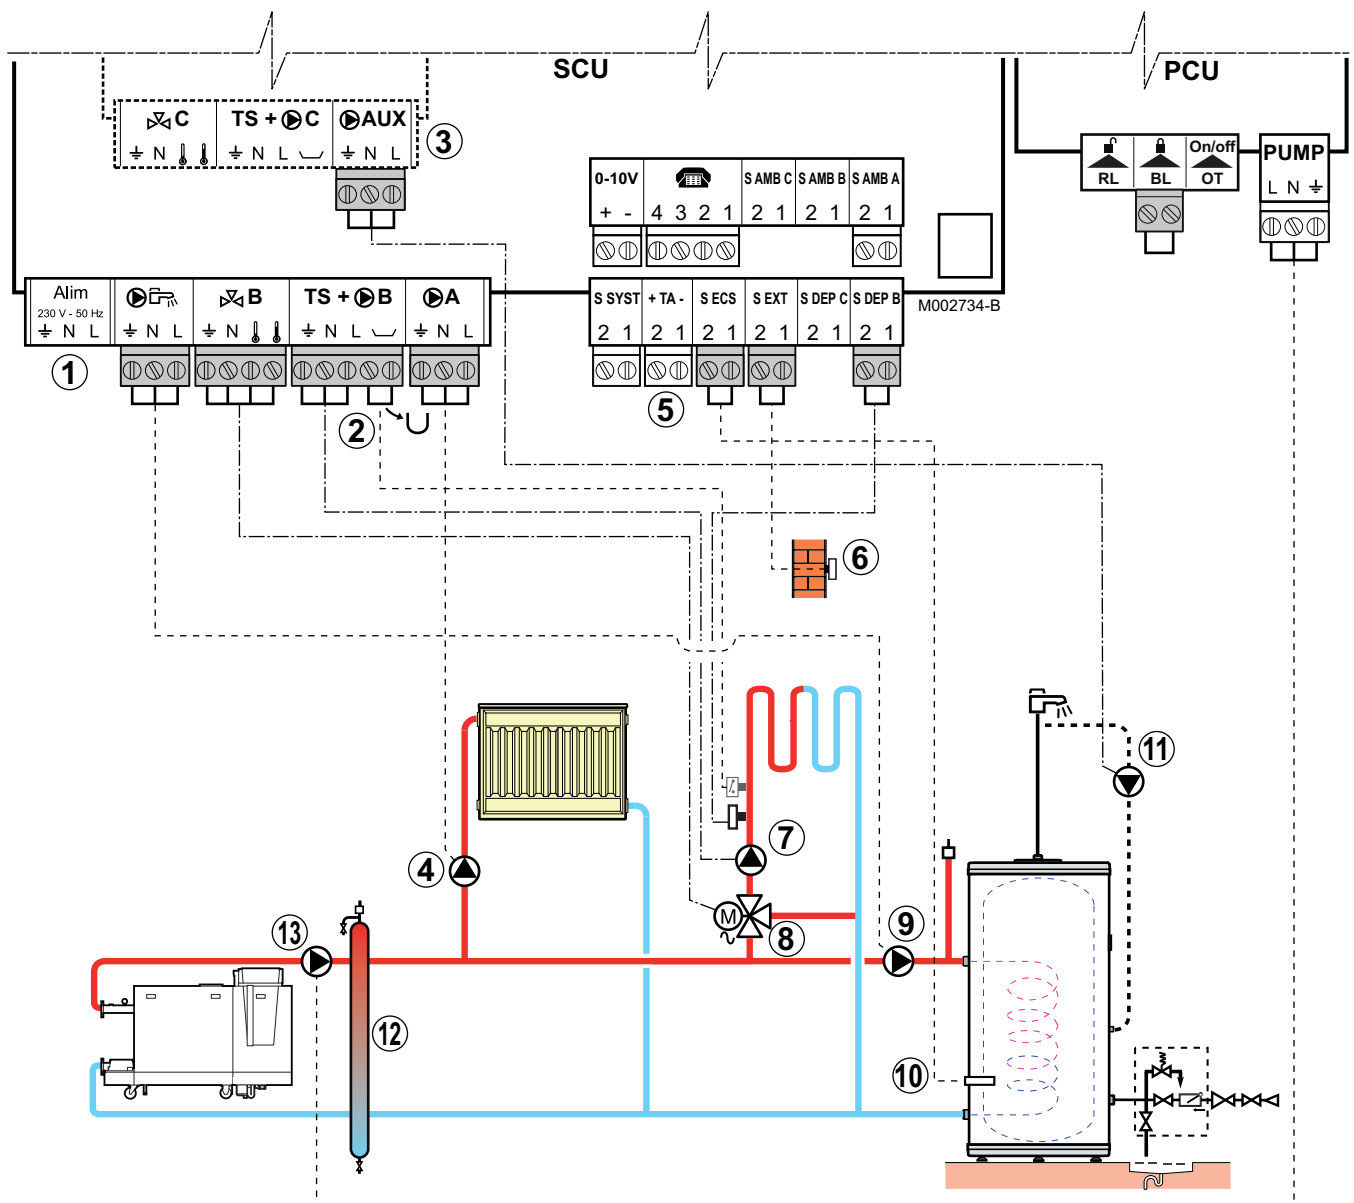 SCU
PCU
C
TS + C
AUX
N
N L
N L
3
0-10V
+ -
4 3 2 1
S AMB C
2 1
S AMB B
2 1
S AMB A
2 1
RL
BL
On/off
OT
PUMP
L N
M002734-B
Alim
230 V - 50 Hz
N L
N L
B
N
TS + B
N L
A
N L
1
2
S SYST
2 1
+ TA -
2 1
S ECS
2 1
S EXT
2 1
S DEP C
2 1
S DEP B
2 1
5
6
11
7
4
M
8
9
13
12
10